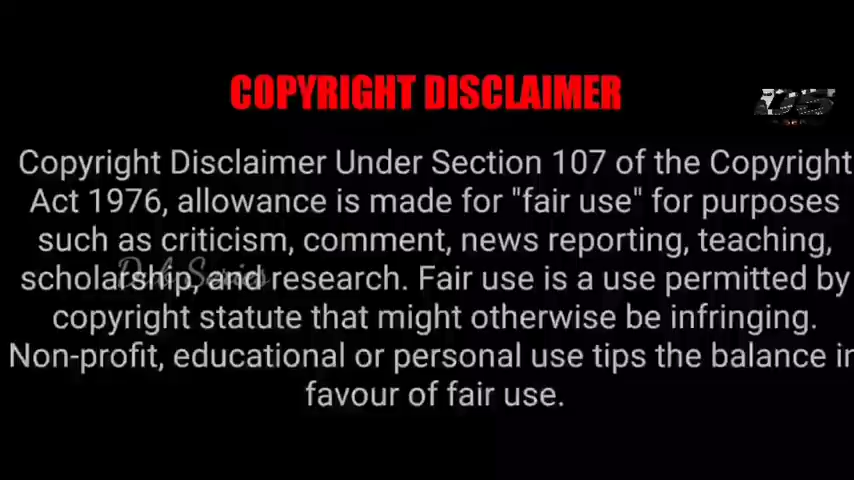 COPYRIGHT DISCLAIMER
Copyright Disclaimer Under Section 107 of the Copyright
Act 1976, allowance is made for "fair use" for purposes
such as criticism, comment, news reporting, teaching,
scholarship, and research. Fair use is a use permitted by
copyright statute that might otherwise be infringing.
Non-profit, educational or personal use tips the balance in
favour of fair use.